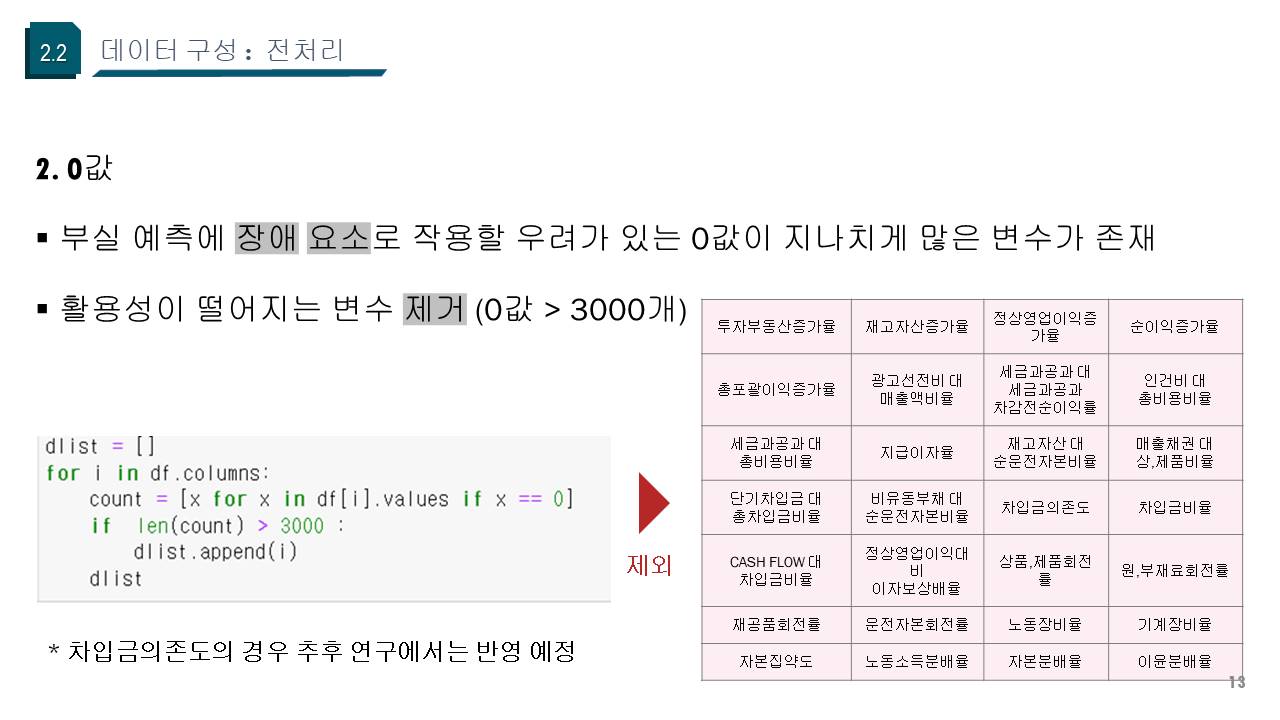 2.2
데이터 구성 : 전처리
2. 0값
▪ 부실 예측에 장애 요소로 작용할 우려가 있는 0값이 지나치게 많은 변수가 존재
▪ 활용성이 떨어지는 변수 제거 (0값 > 3000개)
dlist = []
for i in df.columns:
    count = [x for x in df[i].values if x == 0]
    if  len(count) > 3000 :
        dlist.append(i)
    dlist
제외
* 차입금의존도의 경우 추후 연구에서는 반영 예정
투자부동산증가율
재고자산증가율
정상영업이익증
가율
순이익증가율
총포괄이익증가율
광고선전비 대
매출액비율
세금과공과 대
세금과공과
차감전순이익률
인건비 대
총비용비율
세금과공과 대
총비용비율
지급이자율
재고자산 대
순운전자본비율
매출채권 대
상,제품비율
단기차입금 대
총차입금비율
비유동부채 대
순운전자본비율
차입금의존도
차입금비율
CASH FLOW 대
차입금비율
정상영업이익대
비
이자보상배율
상품,제품회전
률
원,부재료회전률
재공품회전률
운전자본회전률
노동장비율
기계장비율
자본집약도
노동소득분배율
자본분배율
이윤분배율
13